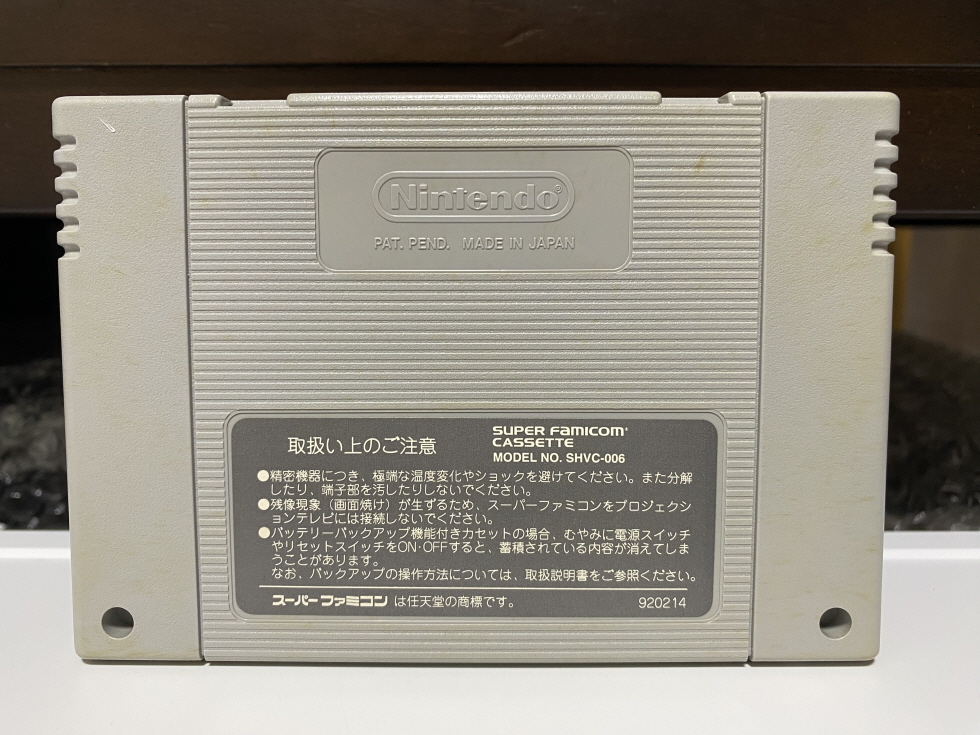 Nintendo®
PAT. PEND. MADE IN JAPAN
取扱い上のご注意
SUPER FAMICOM®
CASSETTE
MODEL NO. SHVC-006
●精密機器につき、極端な温度変化やショックを避けてください。また分解
したり、端子部を汚したりしないでください。
●残像現象(画面焼け)が生ずるため、スーパーファミコンをプロジェクシ
ョンテレビには接続しないでください。
●バッテリーバックアップ機能付きカセットの場合、むやみに電源スイッチ
やリセットスイッチをON·OFFすると、蓄積されている内容が消えてしま
うことがあります。
なお、バックアップの操作方法については、取扱説明書をご参照ください。
スーパーファミコン は任天堂の商標です。
920214